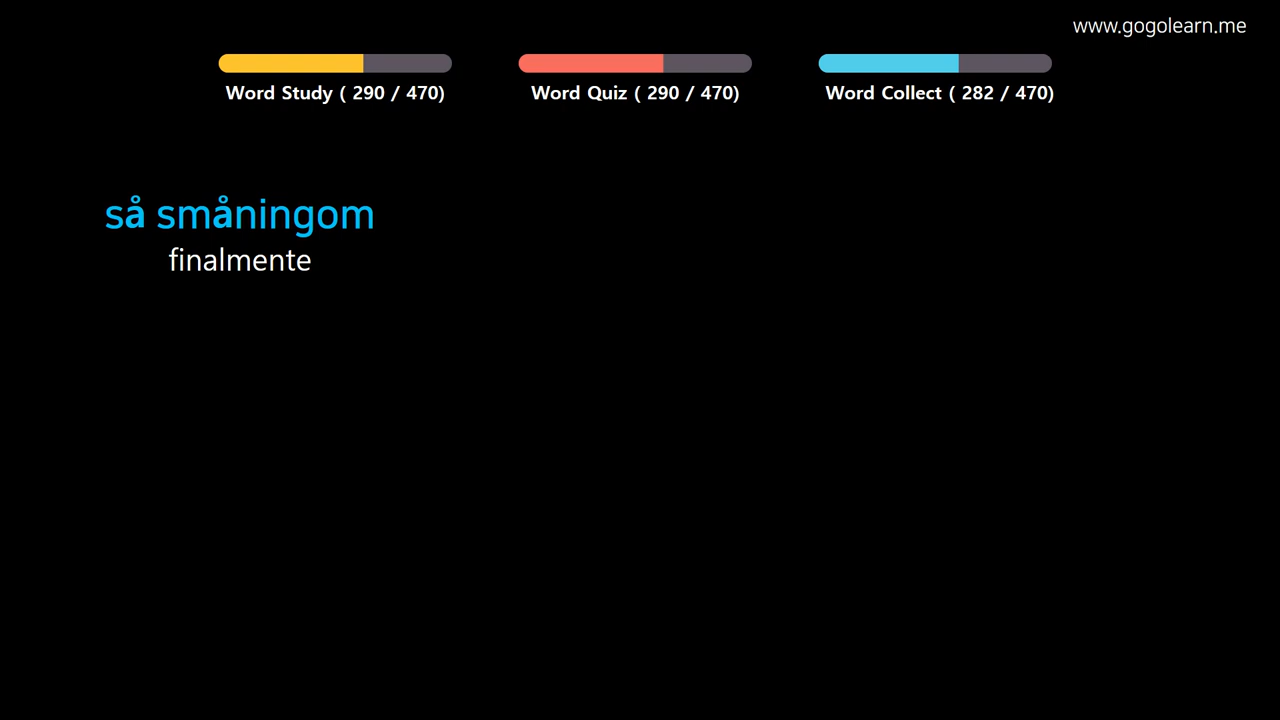 www.gogolearn.me
Word Study ( 290 / 470)
Word Quiz ( 290 / 470)
Word Collect ( 282 / 470)
så småningom
finalmente